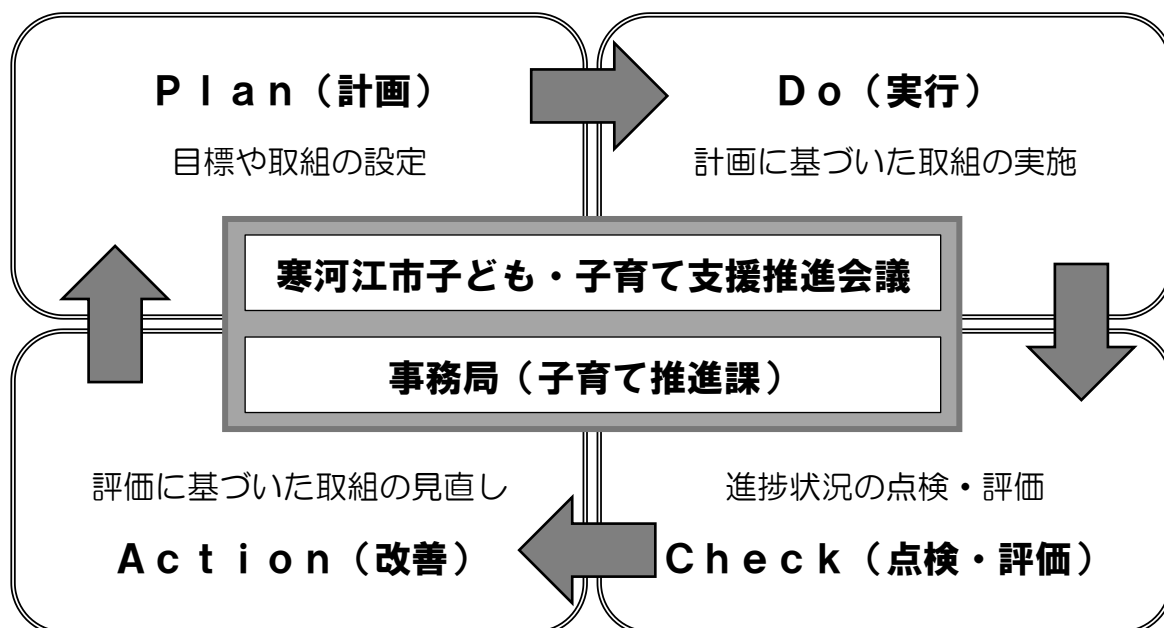 Plan（計画）
目標や取組の設定
Do（実行）
計画に基づいた取組の実施
寒河江市子ども・子育て支援推進会議
事務局（子育て推進課）
評価に基づいた取組の見直し
Action（改善）
進捗状況の点検・評価
Check（点検・評価）